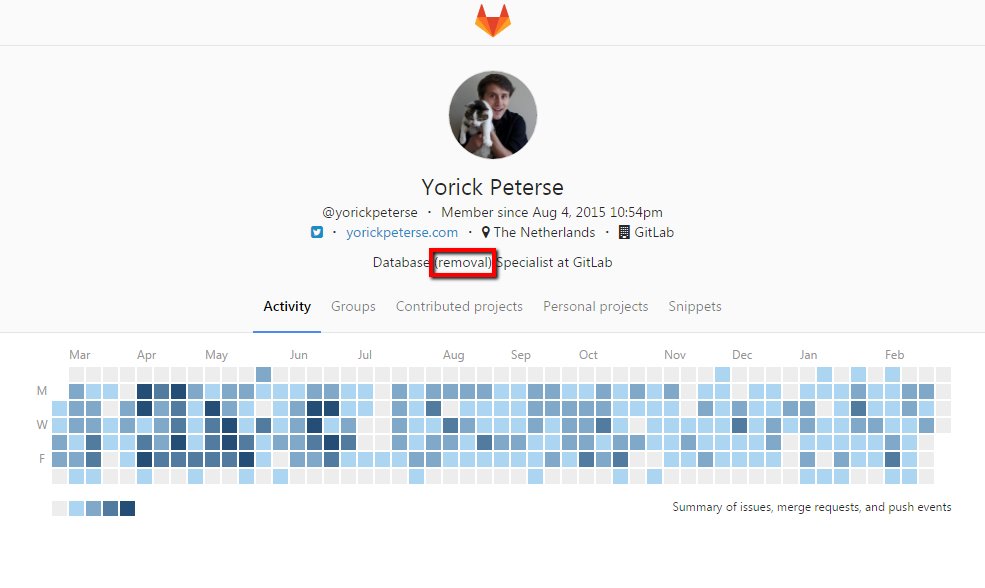 Yorick Peterse
@yorickpeterse · Member since Aug 4, 2015 10:54pm
· yorickpeterse.com · The Netherlands · GitLab
Database (removal) Specialist at GitLab
Activity Groups Contributed projects Personal projects Snippets
Mar Apr May Jun Jul Aug Sep Oct Nov Dec Jan Feb
M
W
F
Summary of issues, merge requests, and push events